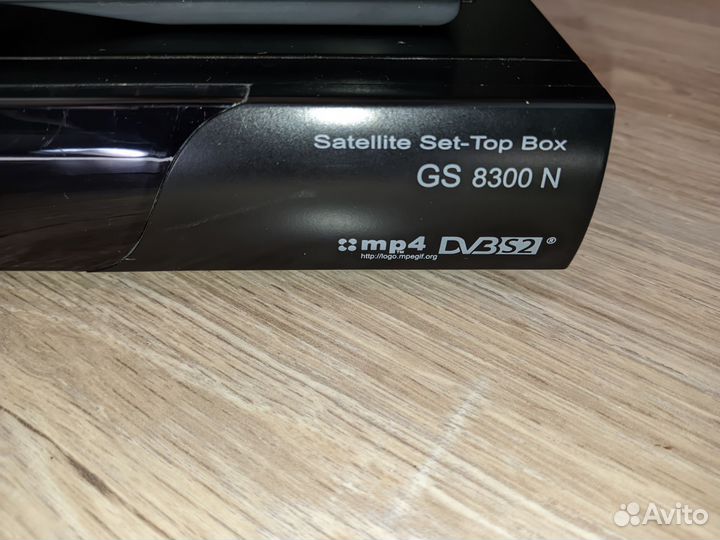 Satellite Set-Top Box
GS 8300 N
mp4 DVB S2 ®
http://logo.mpegif.org
Avito